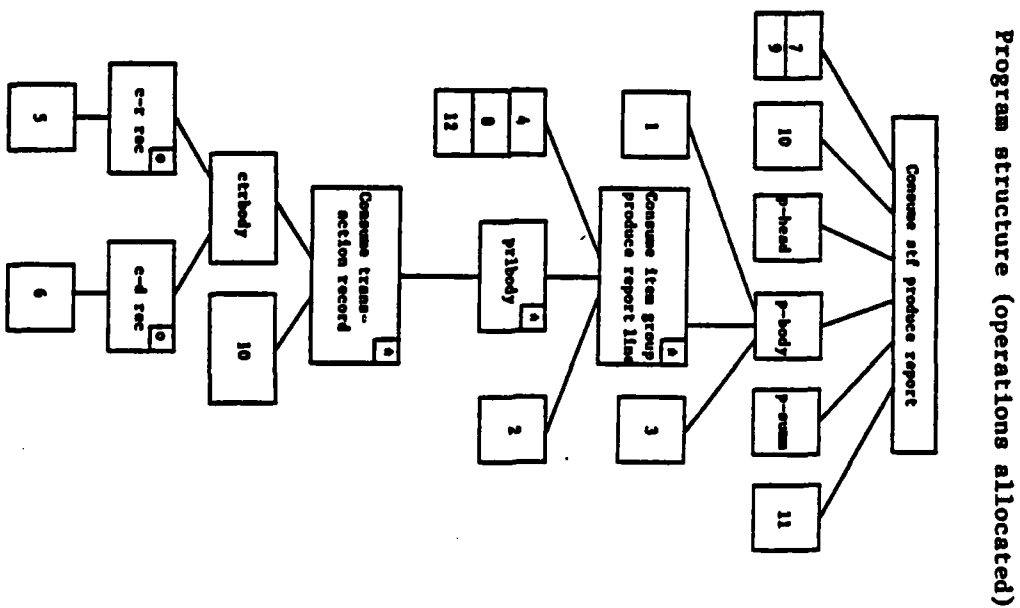 Program structure (operations allocated)
Consume stf produce report
7
9
10
p-head
p-body
p-summ
11
1
Consume item group
produce report line
*
3
4
8
12
prlbody
*
2
Consume trans-
action record
*
ctrbody
10
c-r rec
o
c-d rec
o
5
6